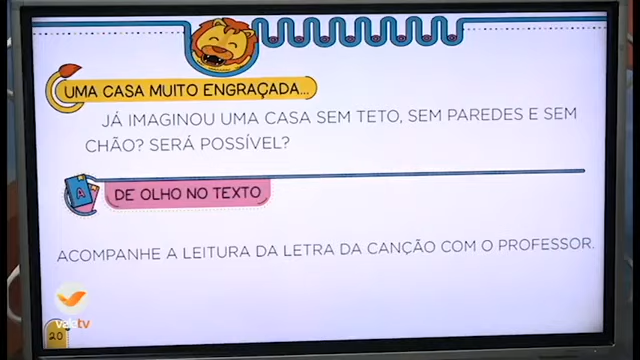 UMA CASA MUITO ENGRAÇADA...
JÁ IMAGINOU UMA CASA SEM TETO, SEM PAREDES E SEM
CHÃO? SERÁ POSSÍVEL?
A
DE OLHO NO TEXTO
ACOMPANHE A LEITURA DA LETRA DA CANÇÃO COM O PROFESSOR.
20